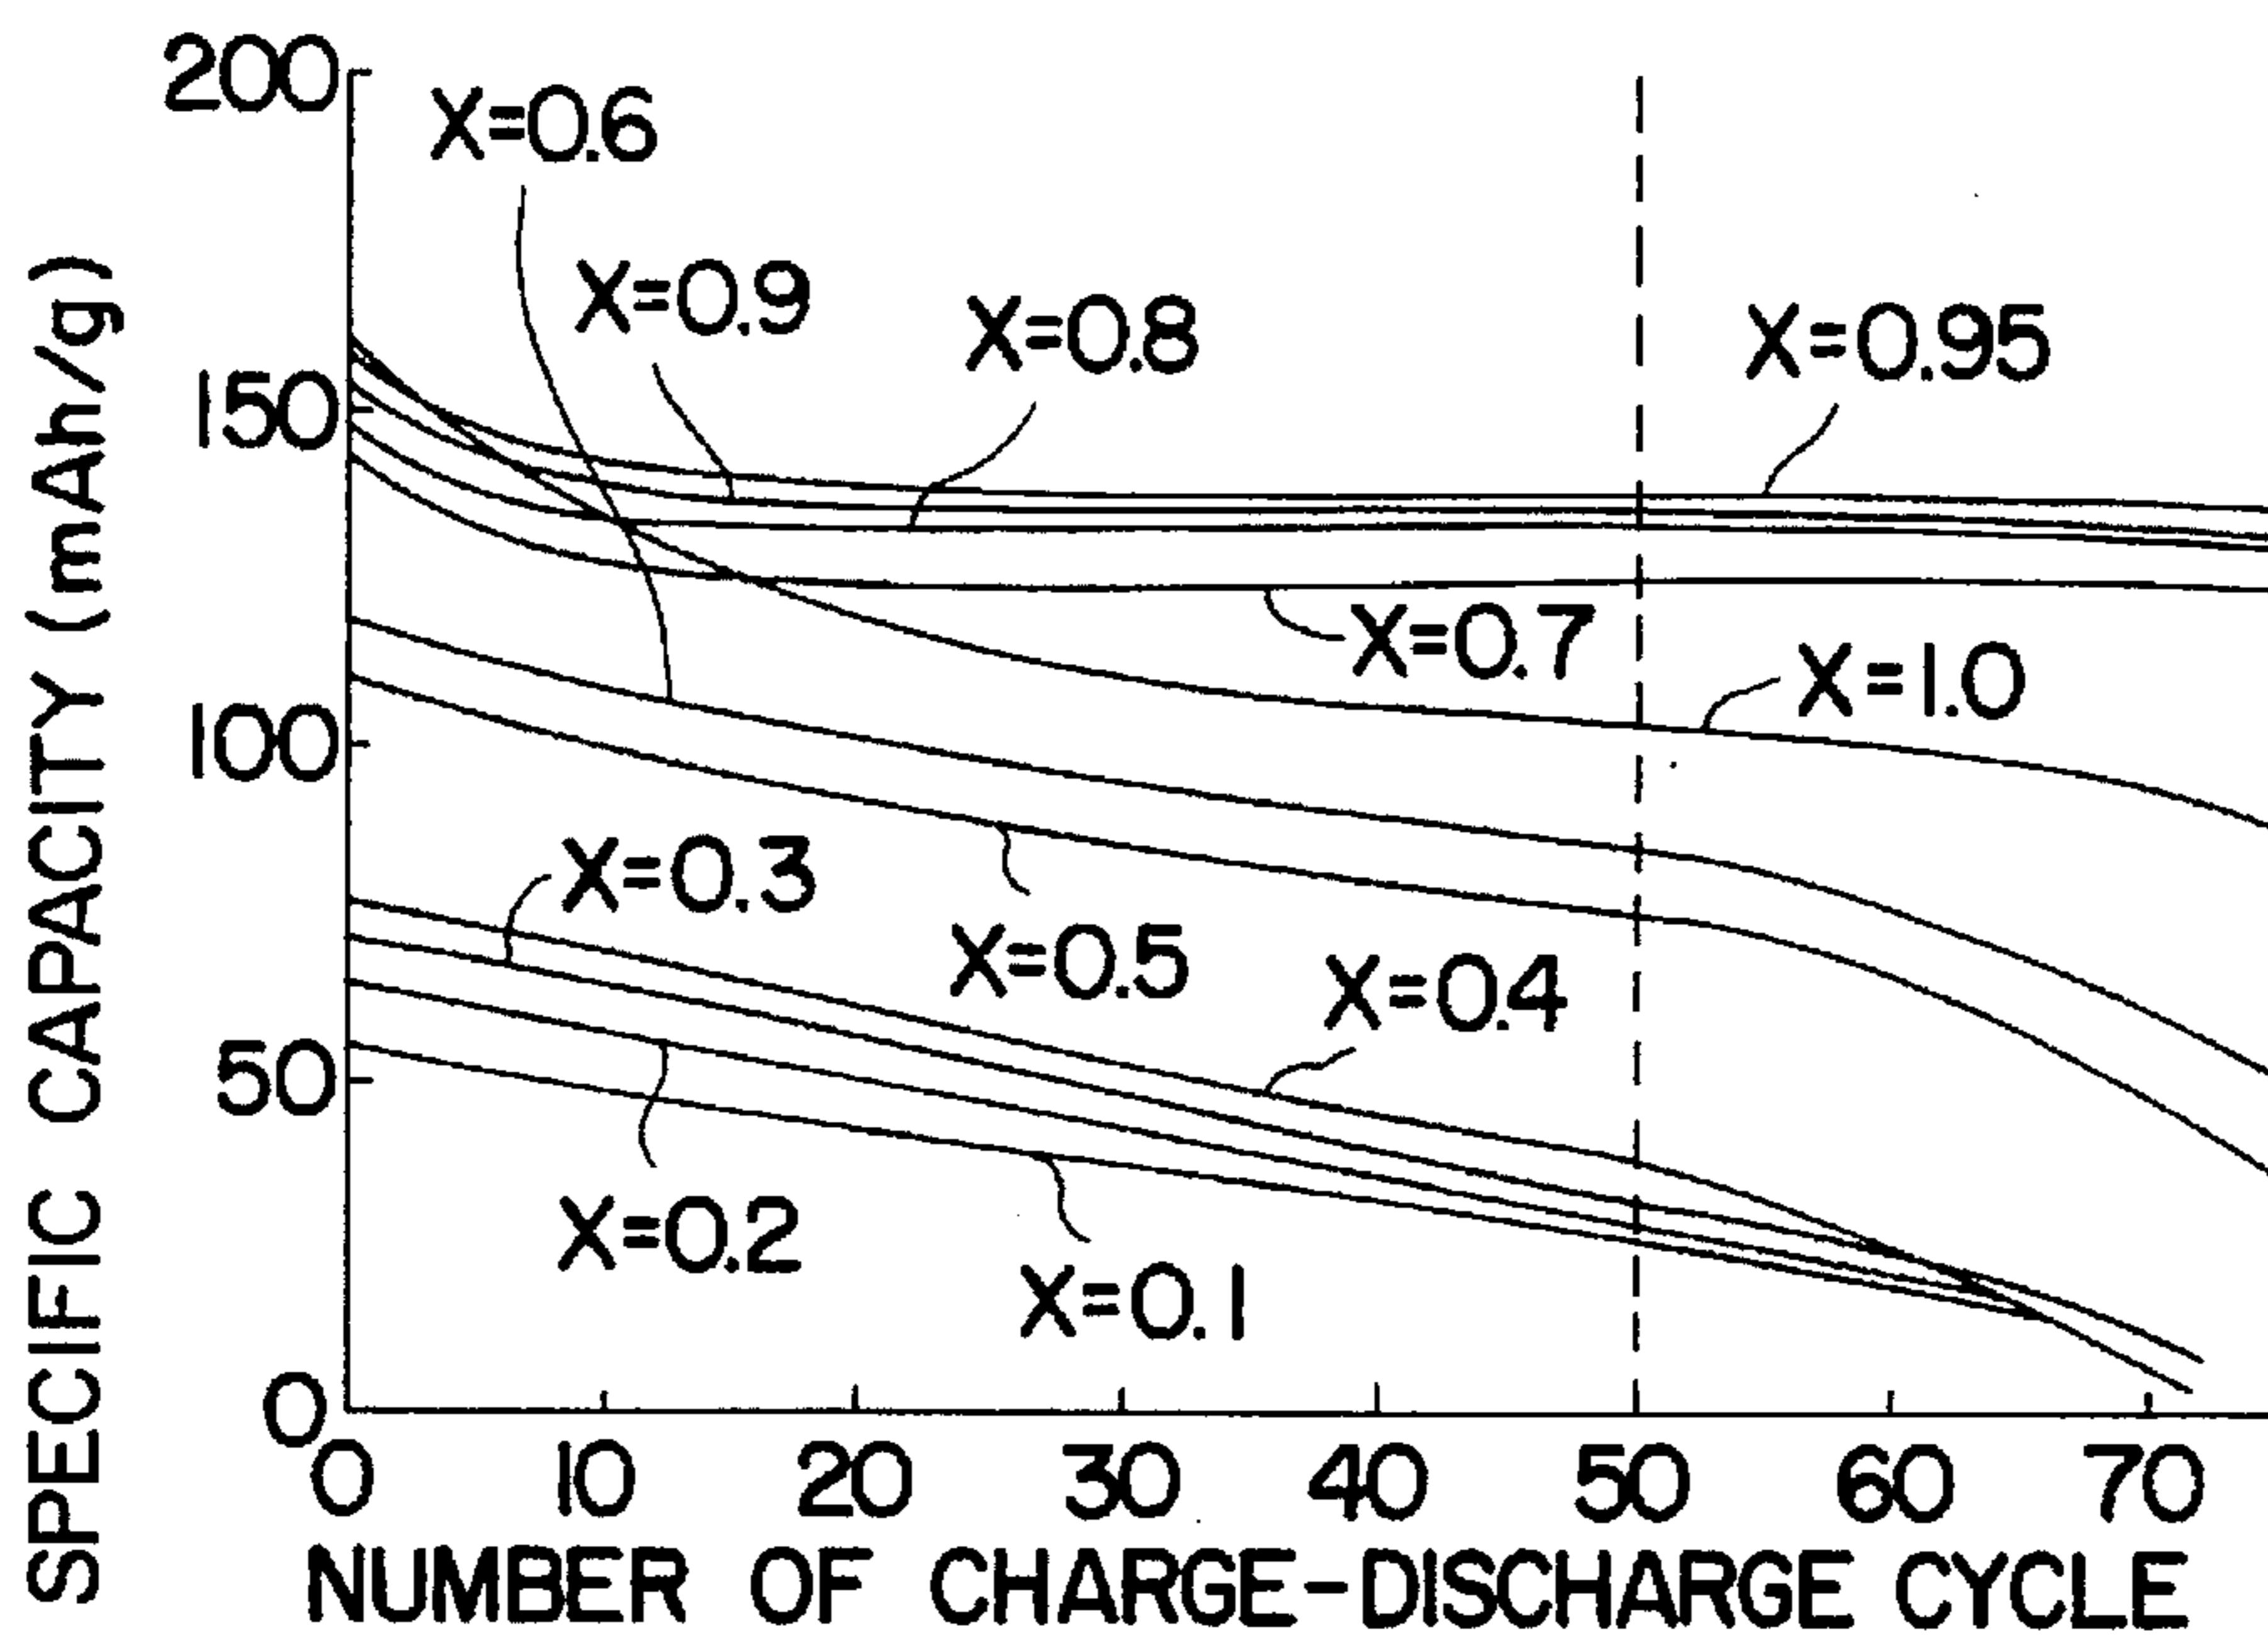 SPECIFIC CAPACITY (mAh/g)
200
150
100
50
0
X=0.6
X=0.9
X=0.8
X=0.95
X=0.7
X=1.0
X=0.3
X=0.5
X=0.4
X=0.2
X=0.1
0 10 20 30 40 50 60 70
NUMBER OF CHARGE-DISCHARGE CYCLE